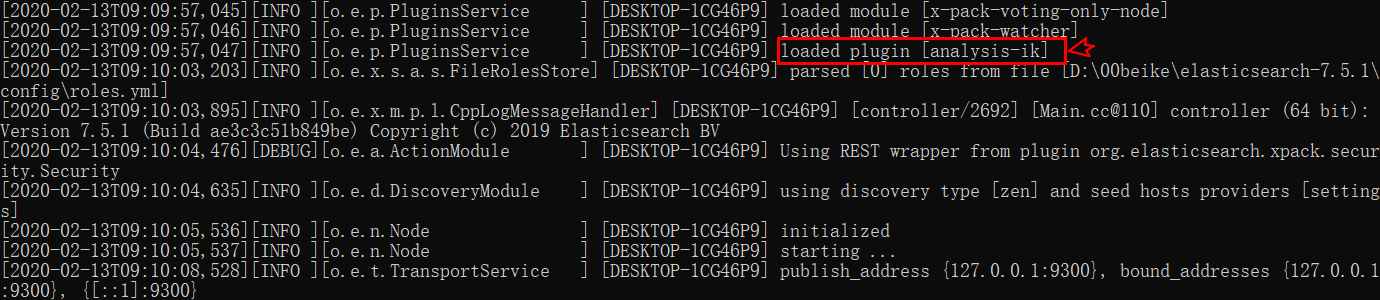 [2020-02-13T09:09:57,045][INFO ][o.e.p.PluginsService     ] [DESKTOP-1CG46P9] loaded module [x-pack-voting-only-node]
[2020-02-13T09:09:57,046][INFO ][o.e.p.PluginsService     ] [DESKTOP-1CG46P9] loaded module [x-pack-watcher]
[2020-02-13T09:09:57,047][INFO ][o.e.p.PluginsService     ] [DESKTOP-1CG46P9] loaded plugin [analysis-ik]
[2020-02-13T09:10:03,203][INFO ][o.e.x.s.a.s.FileRolesStore] [DESKTOP-1CG46P9] parsed [0] roles from file [D:\00beike\elasticsearch-7.5.1\
config\roles.yml]
[2020-02-13T09:10:03,895][INFO ][o.e.x.m.p.l.CppLogMessageHandler] [DESKTOP-1CG46P9] [controller/2692] [Main.cc@110] controller (64 bit):
Version 7.5.1 (Build ae3c3c51b849be) Copyright (c) 2019 Elasticsearch BV
[2020-02-13T09:10:04,476][DEBUG][o.e.a.ActionModule       ] [DESKTOP-1CG46P9] Using REST wrapper from plugin org.elasticsearch.xpack.secur
ity.Security
[2020-02-13T09:10:04,635][INFO ][o.e.d.DiscoveryModule    ] [DESKTOP-1CG46P9] using discovery type [zen] and seed hosts providers [setting
s]
[2020-02-13T09:10:05,536][INFO ][o.e.n.Node               ] [DESKTOP-1CG46P9] initialized
[2020-02-13T09:10:05,537][INFO ][o.e.n.Node               ] [DESKTOP-1CG46P9] starting ...
[2020-02-13T09:10:08,528][INFO ][o.e.t.TransportService   ] [DESKTOP-1CG46P9] publish_address {127.0.0.1:9300}, bound_addresses {127.0.0.1
:9300}, {[::1]:9300}